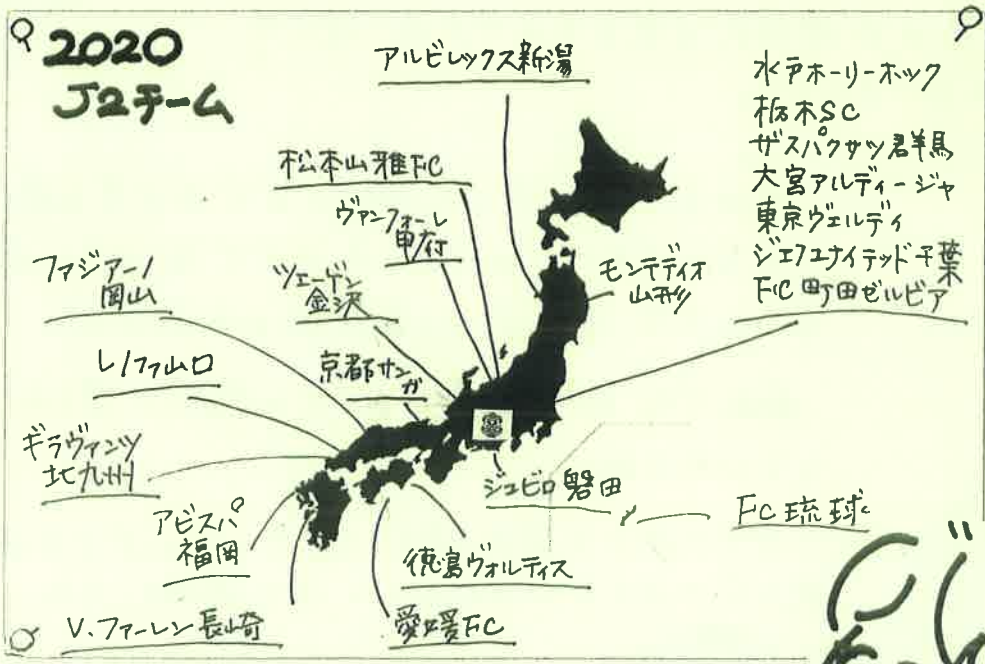 2020
J2チーム
アルビレックス新潟
松本山雅FC
ヴァンフォーレ
甲府
ツエーゲン
金沢
京都サン
ガ
ファジアーノ
岡山
レノファ山口
ギラヴァンツ
北九州
アビスパ
福岡
V.ファーレン長崎
愛媛FC
徳島ヴォルティス
ジュビロ磐田
FC琉球
モンテディオ
山形
水戸ホーリーホック
栃木SC
ザスパクサツ群馬
大宮アルディージャ
東京ヴェルディ
ジェフユナイテッド千葉
FC町田ゼルビア